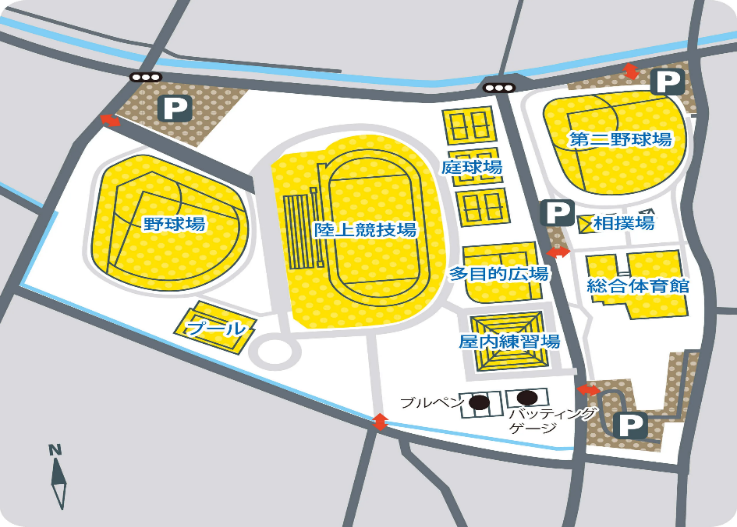 P
P
第二野球場
庭球場
P
相撲場
野球場
陸上競技場
多目的広場
総合体育館
プール
屋内練習場
ブルペン
バッティング
ゲージ
P
N